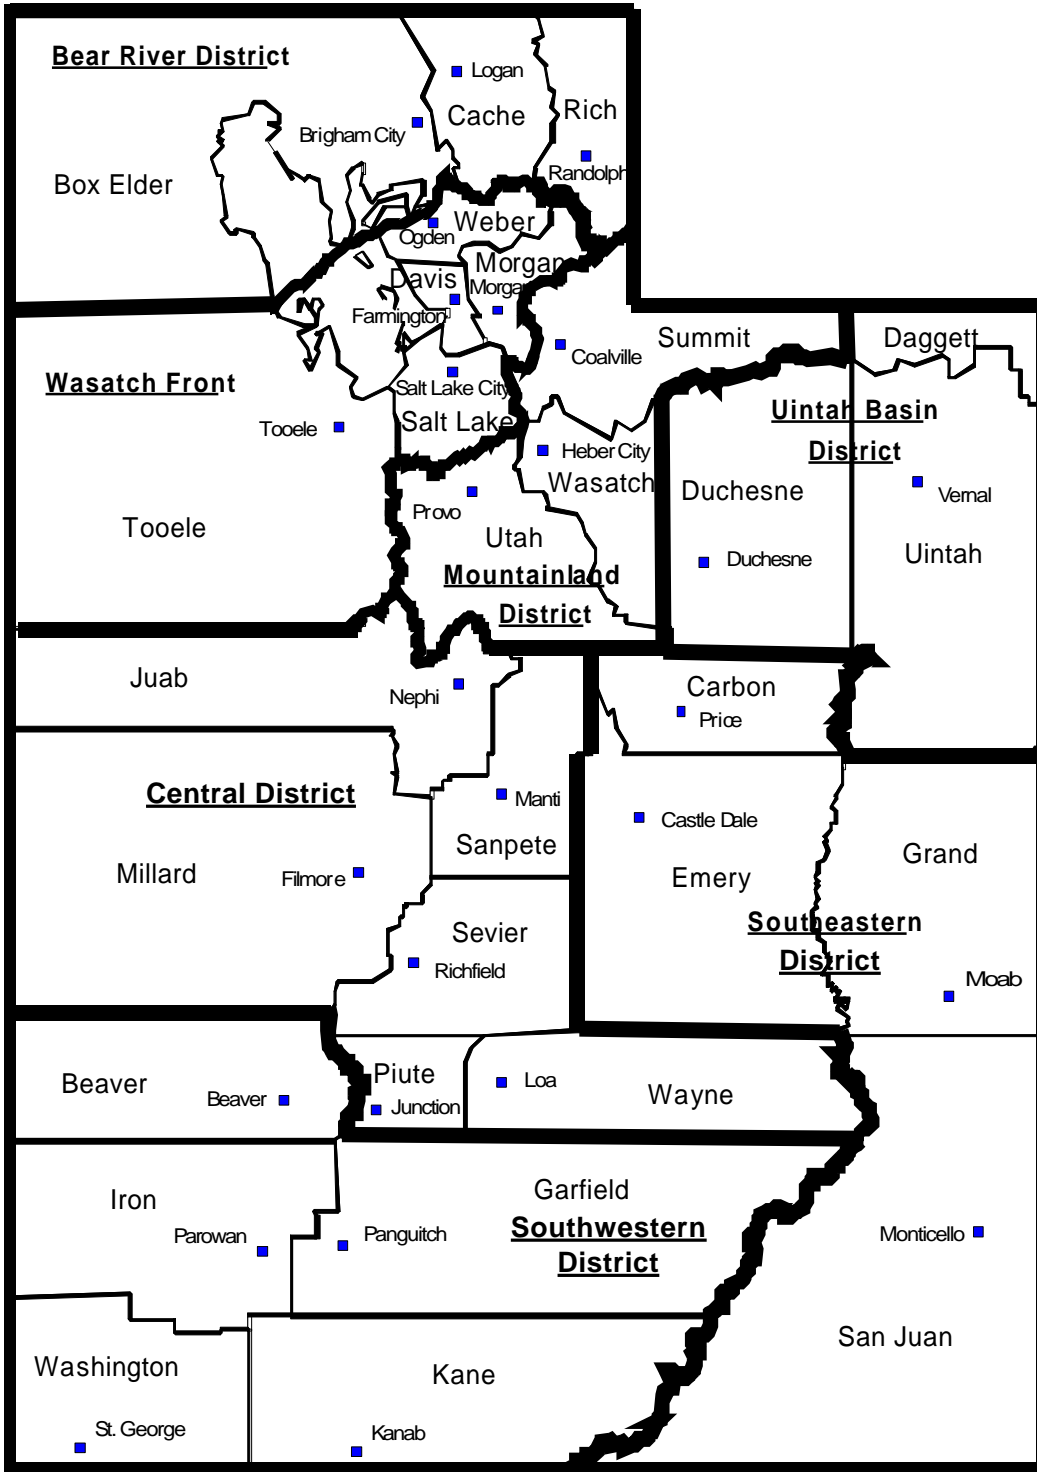 Bear River District
Logan
Cache
Rich
Brigham City
Randolph
Box Elder
Weber
Ogden
Morgan
Davis
Morgan
Farmington
Summit
Daggett
Coalville
Wasatch Front
Salt Lake City
Salt Lake
Uintah Basin
District
Tooele
Heber City
Wasatch
Duchesne
Vernal
Provo
Tooele
Utah
Uintah
Duchesne
Mountainland
District
Juab
Nephi
Carbon
Price
Central District
Manti
Castle Dale
Sanpete
Grand
Millard
Filmore
Emery
Sevier
Southeastern
District
Richfield
Moab
Beaver
Beaver
Piute
Junction
Loa
Wayne
Iron
Garfield
Parowan
Panguitch
Southwestern
District
Monticello
San Juan
Washington
Kane
St. George
Kanab